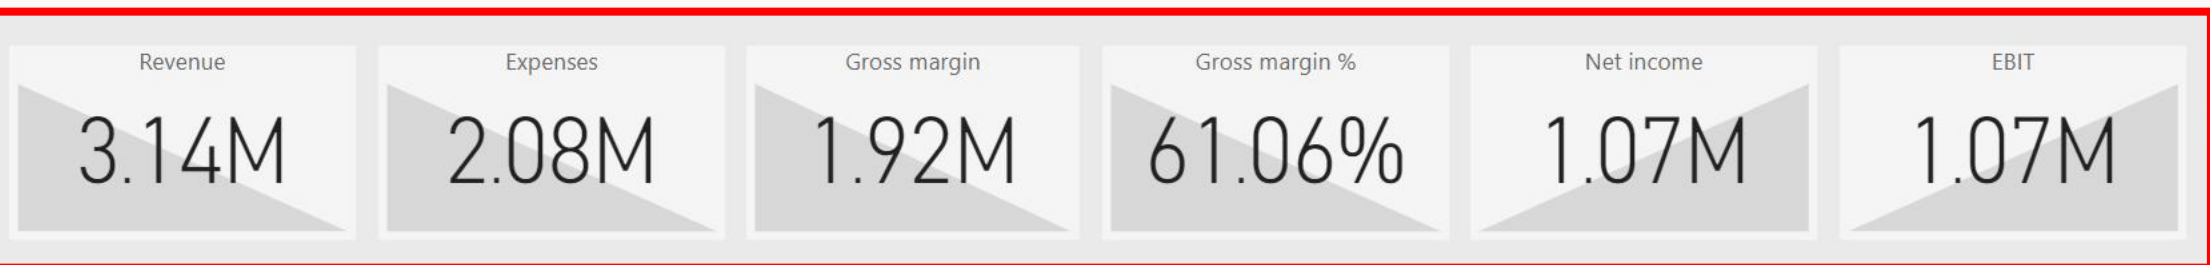 Revenue
3.14M
Expenses
2.08M
Gross margin
1.92M
Gross margin %
61.06%
Net income
1.07M
EBIT
1.07M